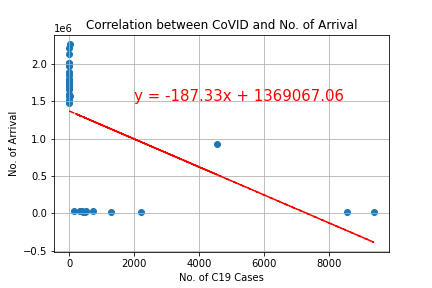 Correlation between CoVID and No. of Arrival
1e6
2.0
1.5
1.0
0.5
0.0
−0.5
No. of Arrival
y = -187.33x + 1369067.06
0 2000 4000 6000 8000
No. of C19 Cases